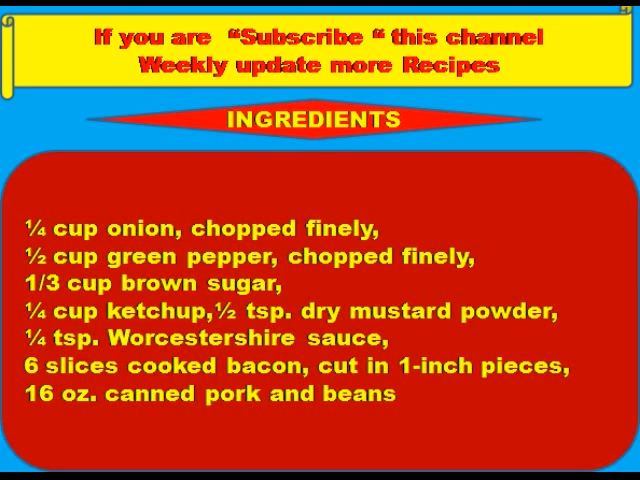 If you are “Subscribe “ this channel
Weekly update more Recipes
INGREDIENTS
¼ cup onion, chopped finely,
½ cup green pepper, chopped finely,
1/3 cup brown sugar,
¼ cup ketchup,½ tsp. dry mustard powder,
¼ tsp. Worcestershire sauce,
6 slices cooked bacon, cut in 1-inch pieces,
16 oz. canned pork and beans